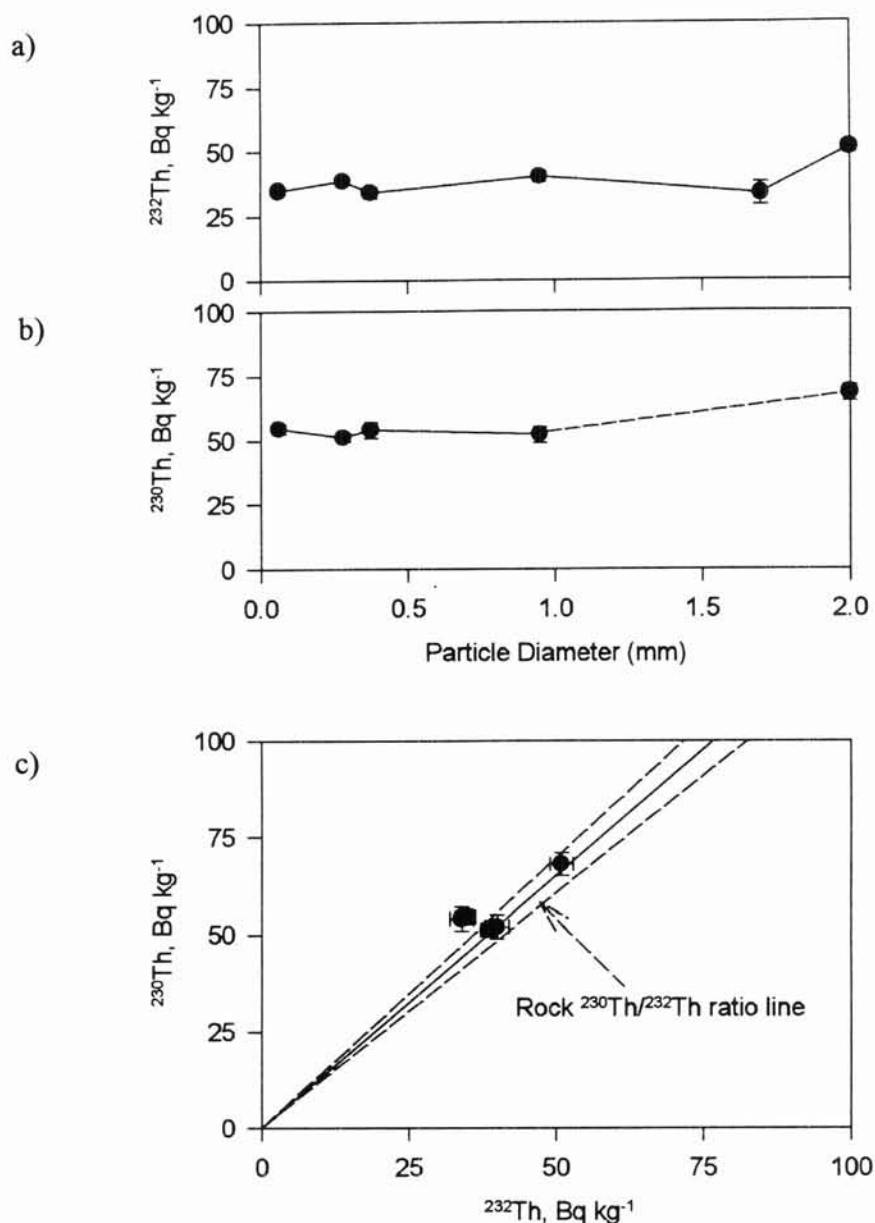 a)
100
75
50
25
0
²³²Th, Bq kg⁻¹
b)
100
75
50
25
0
²³⁰Th, Bq kg⁻¹
0.0 0.5 1.0 1.5 2.0
Particle Diameter (mm)
c)
100
75
50
25
0
²³⁰Th, Bq kg⁻¹
Rock ²³⁰Th/²³²Th ratio line
0 25 50 75 100
²³²Th, Bq kg⁻¹